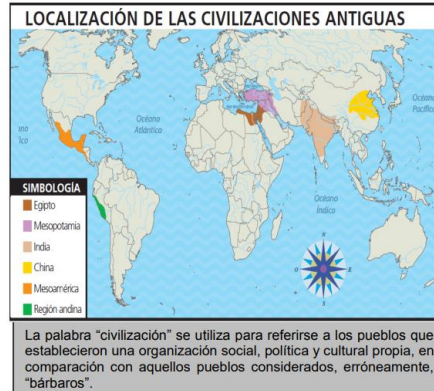 LOCALIZACIÓN DE LAS CIVILIZACIONES ANTIGUAS
Océano
Atlántico
Océano
Pacífico
Océano
Índico
N
O
E
S
SIMBOLOGÍA
Egipto
Mesopotamia
India
China
Mesoamérica
Región andina
La palabra “civilización” se utiliza para referirse a los pueblos que
establecieron una organización social, política y cultural propia, en
comparación con aquellos pueblos considerados, erróneamente,
“bárbaros”.